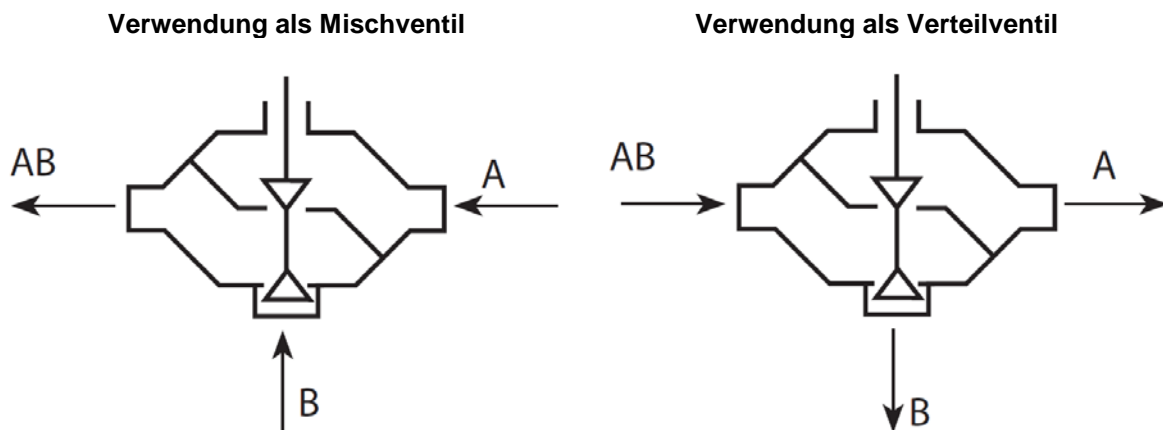 Verwendung als Mischventil
Verwendung als Verteilventil
AB
A
B
AB
A
B